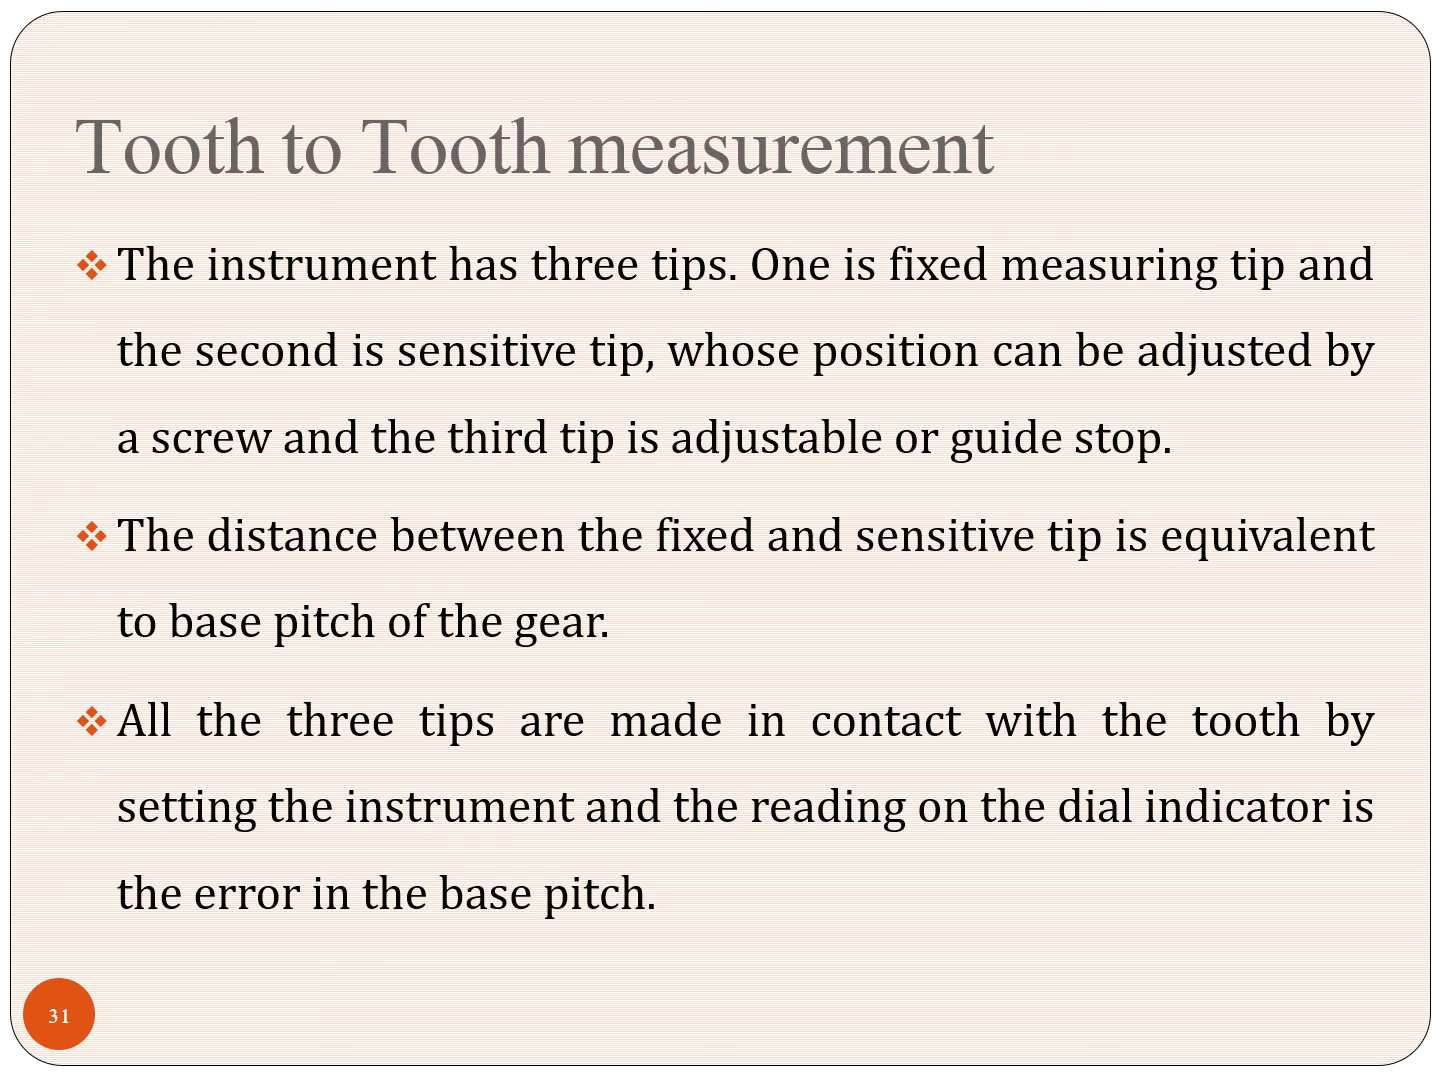 Tooth to Tooth measurement
The instrument has three tips. One is fixed measuring tip and
the second is sensitive tip, whose position can be adjusted by
a screw and the third tip is adjustable or guide stop.
The distance between the fixed and sensitive tip is equivalent
to base pitch of the gear.
All the three tips are made in contact with the tooth by
setting the instrument and the reading on the dial indicator is
the error in the base pitch.
31